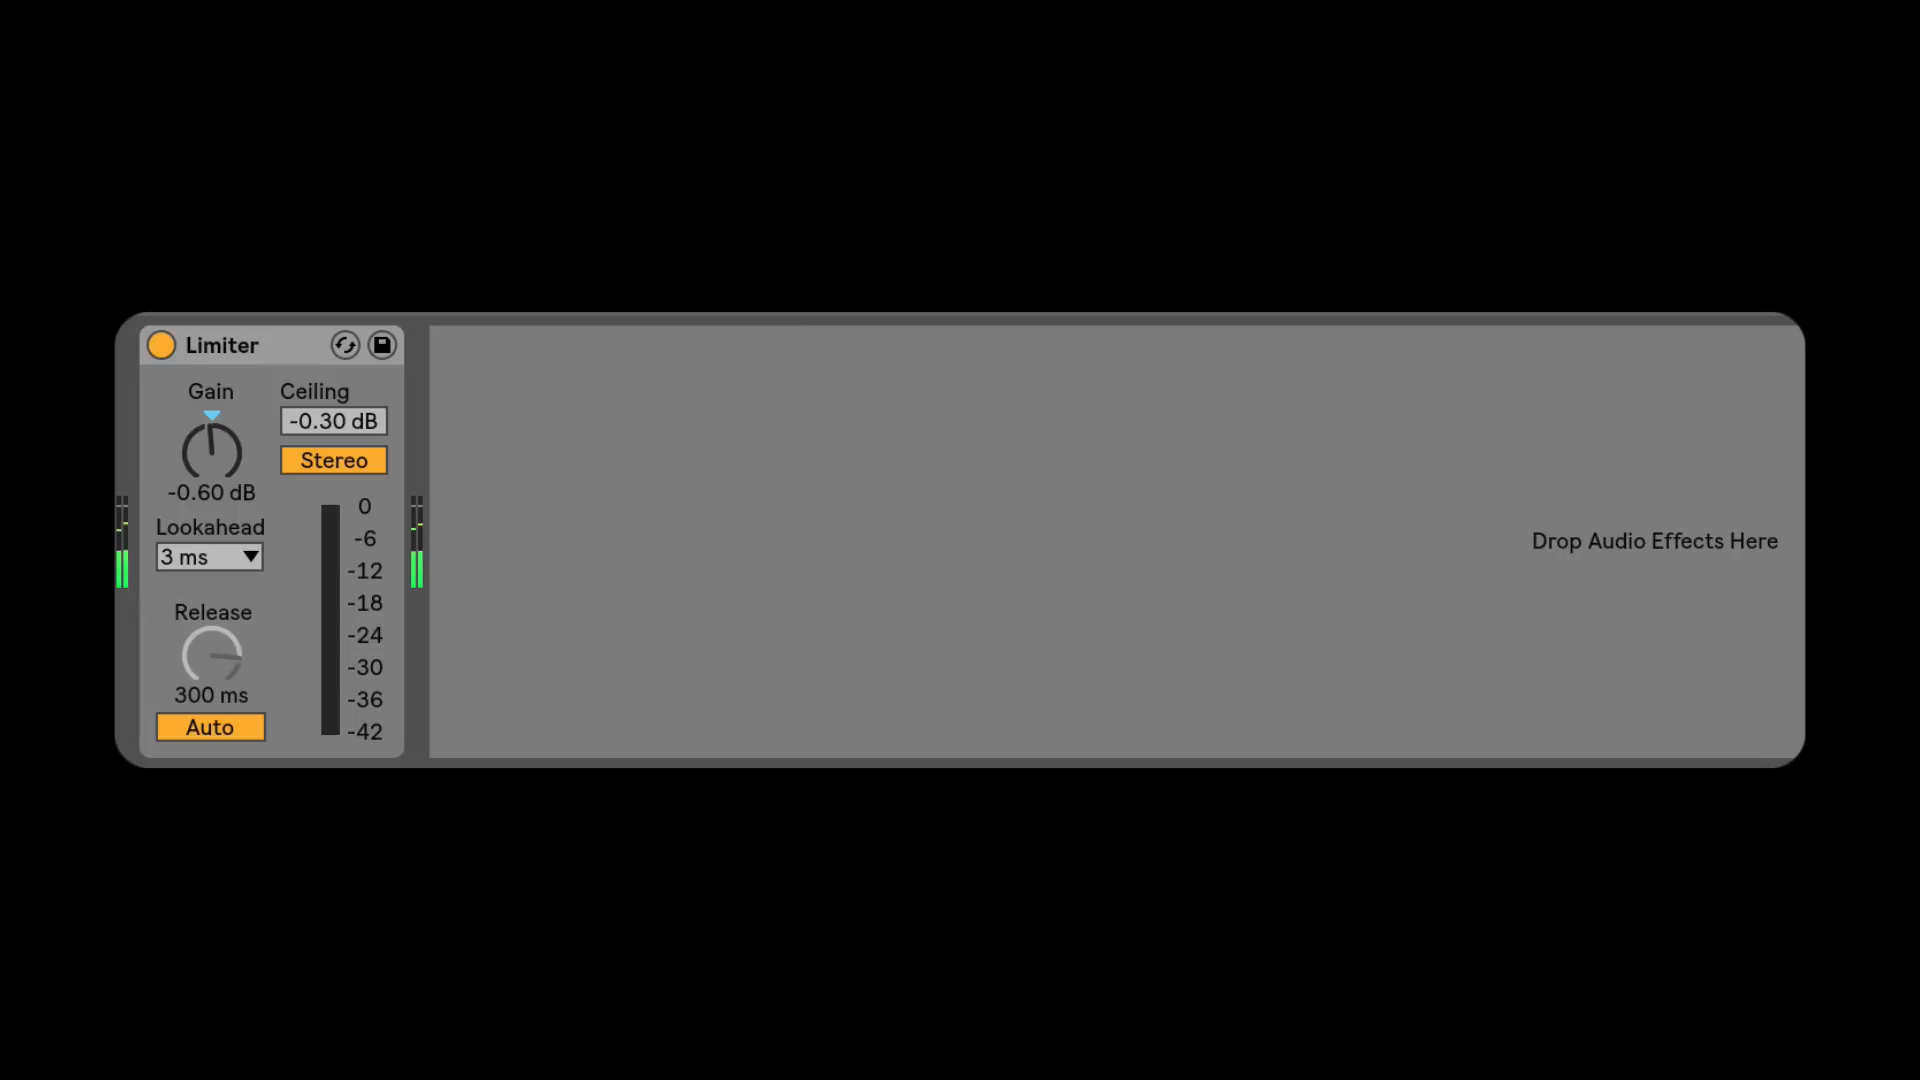 Limiter
Gain
-0.60 dB
Lookahead
3 ms
Release
300 ms
Auto
Ceiling
-0.30 dB
Stereo
0
-6
-12
-18
-24
-30
-36
-42
Drop Audio Effects Here